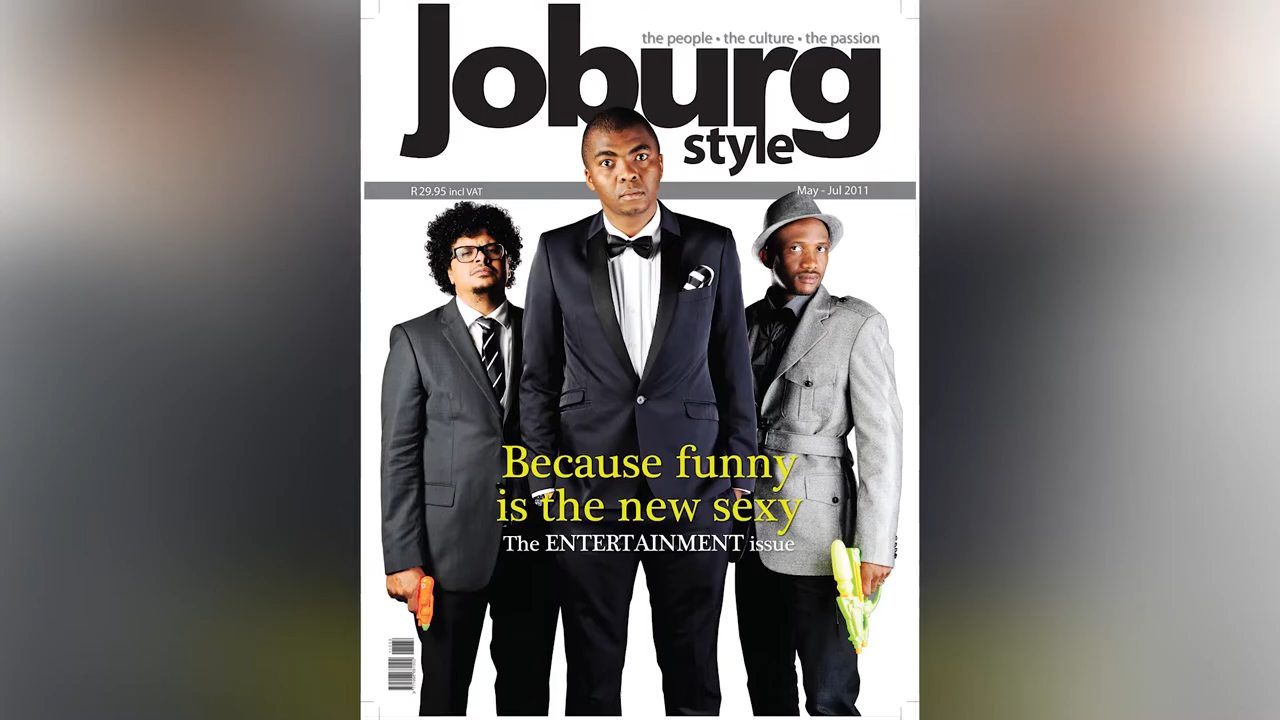 the people • the culture • the passion
Joburg
style
R 29.95 incl VAT
May - Jul 2011
Because funny
is the new sexy
The ENTERTAINMENT issue